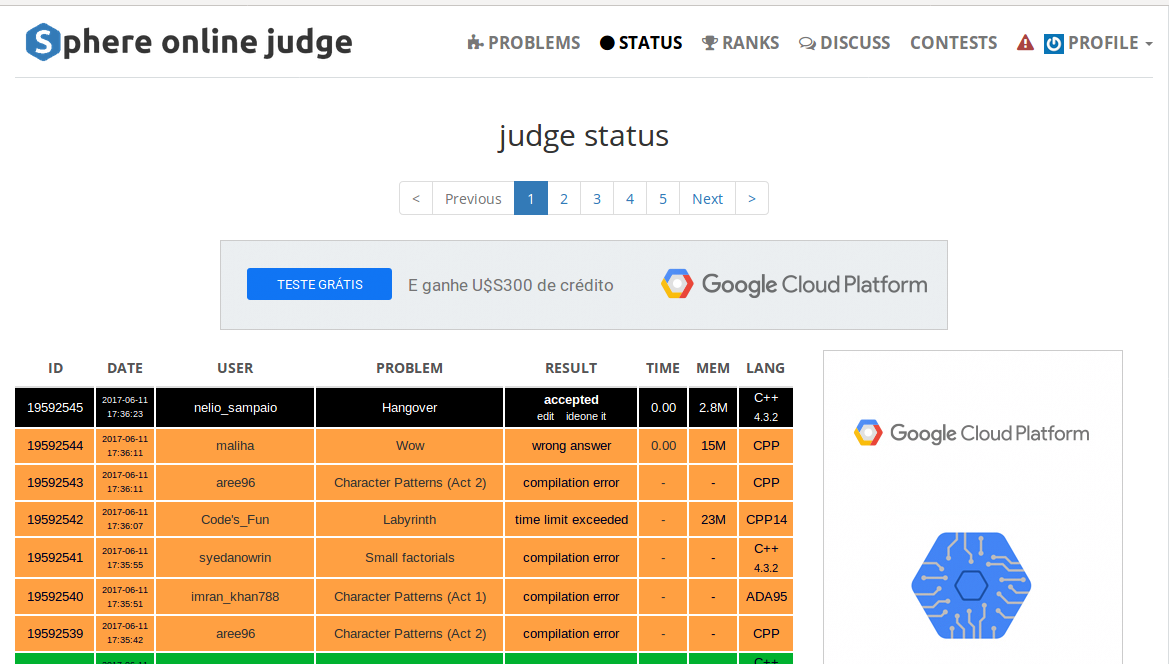 Sphere online judge PROBLEMS STATUS RANKS DISCUSS CONTESTS PROFILE
judge status
< Previous 1 2 3 4 5 Next >
TESTE GRÁTIS E ganhe U$S300 de crédito Google Cloud Platform
ID DATE USER PROBLEM RESULT TIME MEM LANG
19592545 2017-06-11 17:36:23 nelio_sampaio Hangover accepted edit ideone it 0.00 2.8M C++ 4.3.2
19592544 2017-06-11 17:36:11 maliha Wow wrong answer 0.00 15M CPP
Google Cloud Platform
19592543 2017-06-11 17:36:11 aree96 Character Patterns (Act 2) compilation error - - CPP
19592542 2017-06-11 17:36:07 Code's_Fun Labyrinth time limit exceeded - 23M CPP14
19592541 2017-06-11 17:35:55 syedanowrin Small factorials compilation error - - C++ 4.3.2
19592540 2017-06-11 17:35:51 imran_khan788 Character Patterns (Act 1) compilation error - - ADA95
19592539 2017-06-11 17:35:42 aree96 Character Patterns (Act 2) compilation error - - CPP